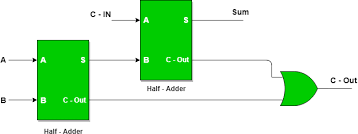 C - IN
A
S
Sum
B
C - Out
Half - Adder
A
A
S
B
B
C - Out
Half - Adder
C - Out